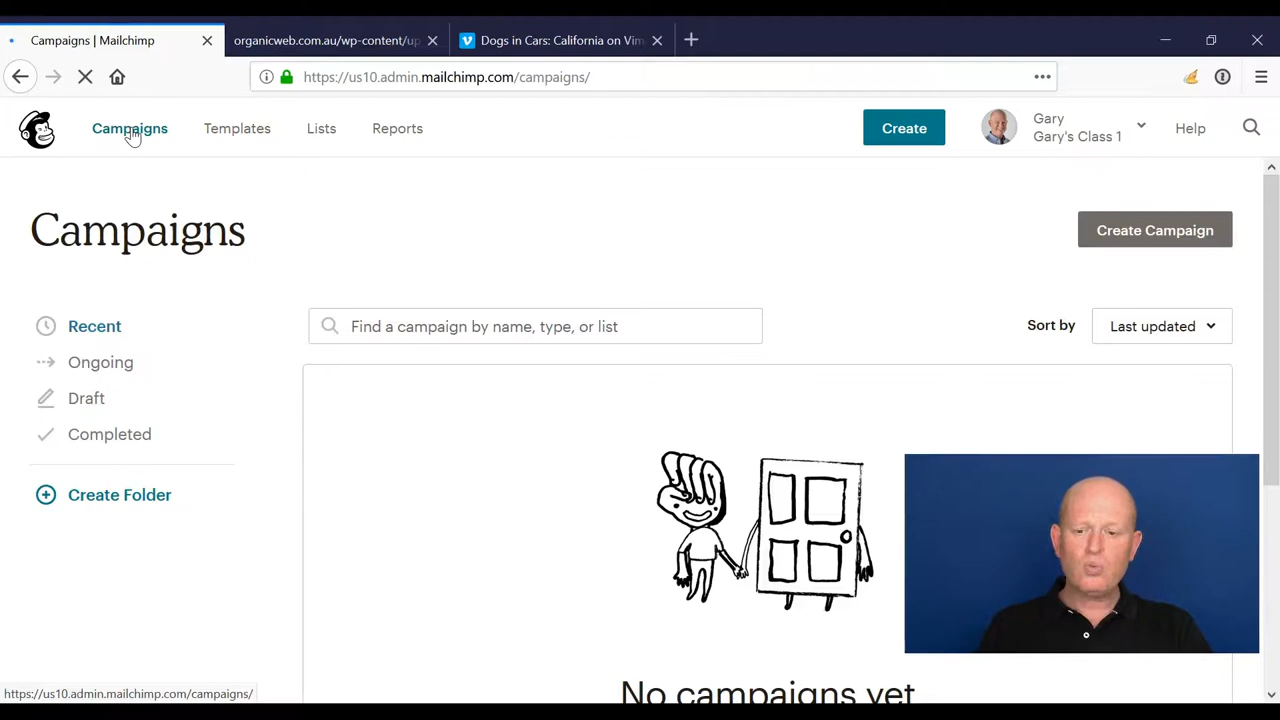 Campaigns | Mailchimp
organicweb.com.au/wp-content/up
Dogs in Cars: California on Vim
https://us10.admin.mailchimp.com/campaigns/
Campaigns
Templates
Lists
Reports
Create
Gary
Gary's Class 1
Help
Campaigns
Create Campaign
Recent
Ongoing
Draft
Completed
Create Folder
Find a campaign by name, type, or list
Sort by
Last updated
No campaigns yet
https://us10.admin.mailchimp.com/campaigns/